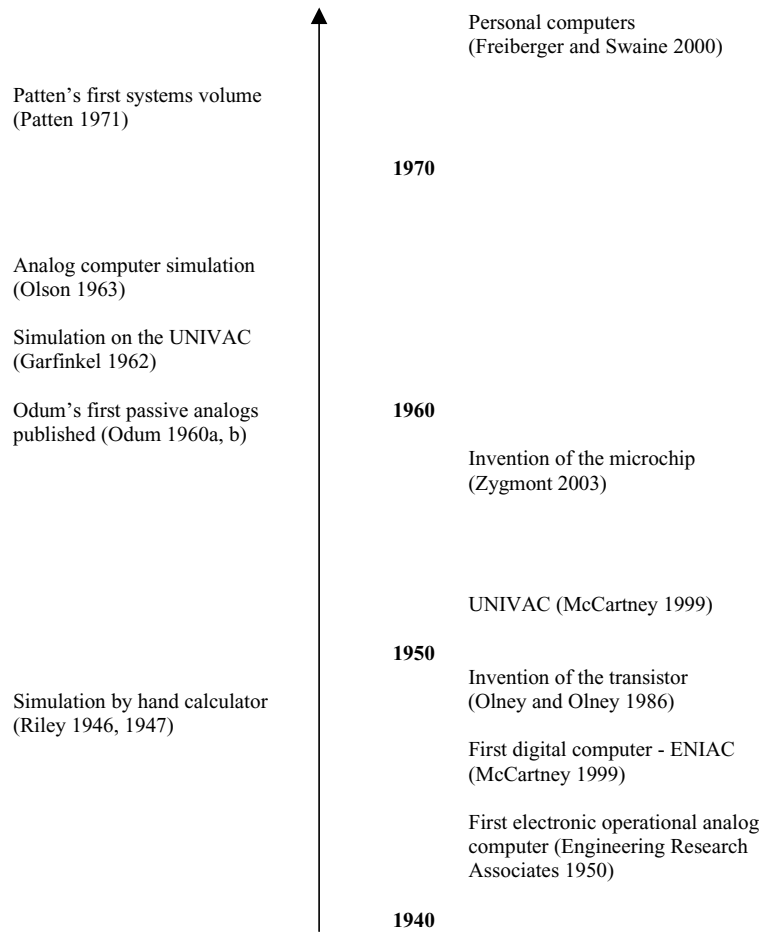 Personal computers
(Freiberger and Swaine 2000)
Patten’s first systems volume
(Patten 1971)
1970
Analog computer simulation
(Olson 1963)
Simulation on the UNIVAC
(Garfinkel 1962)
Odum’s first passive analogs
published (Odum 1960a, b)
1960
Invention of the microchip
(Zygmont 2003)
UNIVAC (McCartney 1999)
1950
Invention of the transistor
(Olney and Olney 1986)
Simulation by hand calculator
(Riley 1946, 1947)
First digital computer - ENIAC
(McCartney 1999)
First electronic operational analog
computer (Engineering Research
Associates 1950)
1940